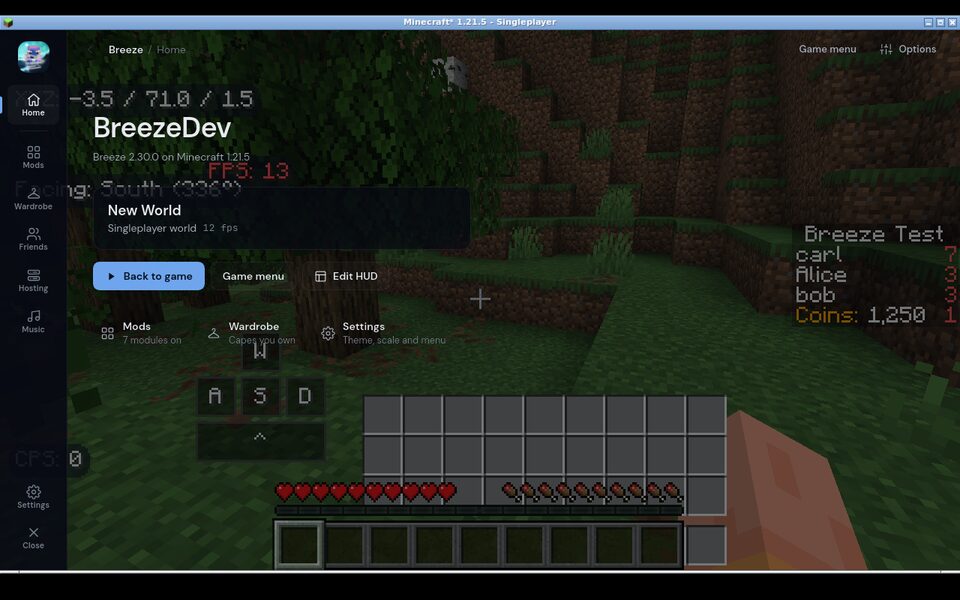 Minecraft* 1.21.5 - Singleplayer
Breeze / Home
Game menu
Options
Home
-3.5 / 71.0 / 1.5
BreezeDev
Breeze 2.30.0 on Minecraft 1.21.5
FPS: 13
Mods
Facing: South (336°)
Wardrobe
New World
Singleplayer world 12 fps
Friends
Breeze Test
carl 7
Alice 3
bob 3
Coins: 1,250 1
Hosting
Back to game
Game menu
Edit HUD
Music
Mods
7 modules on
Wardrobe
Capes you own
Settings
Theme, scale and menu
W
A S D
^
CPS: 0
Settings
Close